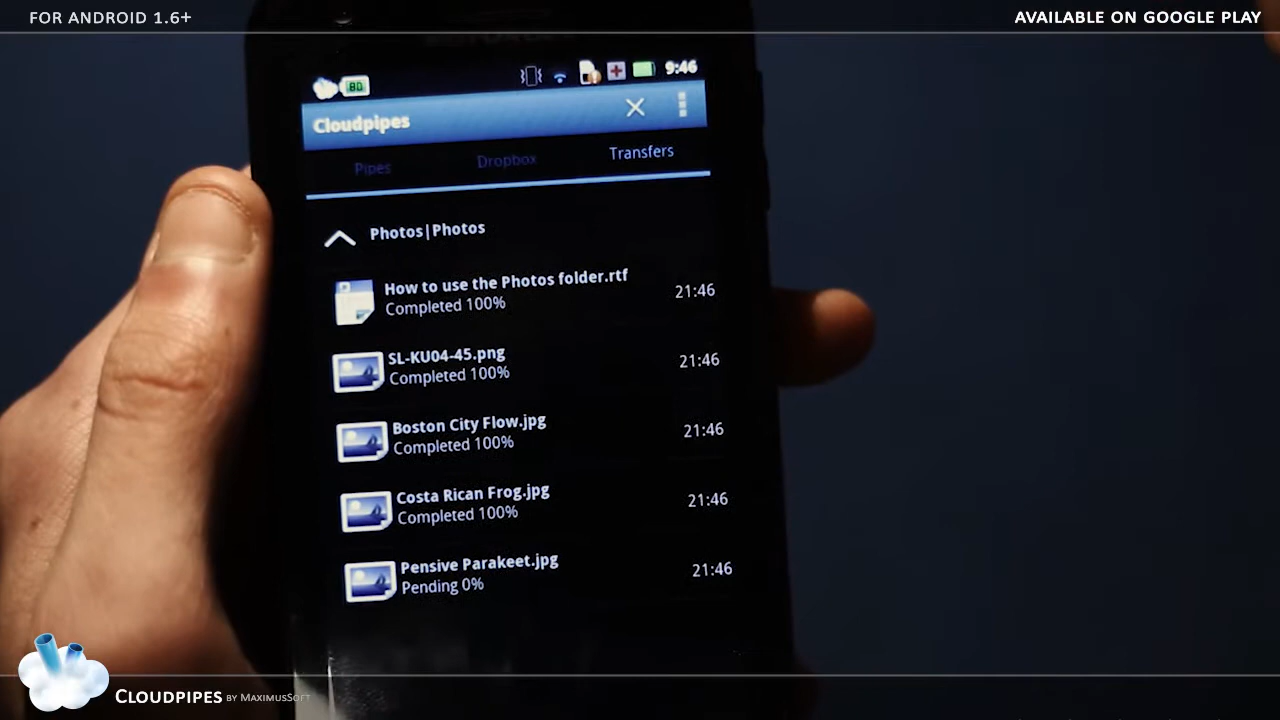 FOR ANDROID 1.6+
AVAILABLE ON GOOGLE PLAY
80
9:46
Cloudpipes
Pipes
Dropbox
Transfers
Photos|Photos
How to use the Photos folder.rtf
Completed 100%
21:46
SL-KU04-45.png
Completed 100%
21:46
Boston City Flow.jpg
Completed 100%
21:46
Costa Rican Frog.jpg
Completed 100%
21:46
Pensive Parakeet.jpg
Pending 0%
21:46
CLOUDPIPES BY MAXIMUSSOFT